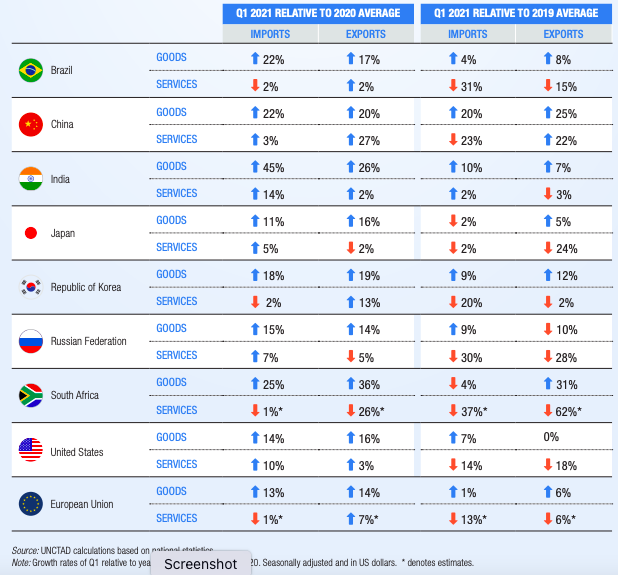 Q1 2021 RELATIVE TO 2020 AVERAGE Q1 2021 RELATIVE TO 2019 AVERAGE
IMPORTS EXPORTS IMPORTS EXPORTS
Brazil
GOODS 22% 17% 4% 8%
SERVICES 2% 2% 31% 15%
China
GOODS 22% 20% 20% 25%
SERVICES 3% 27% 23% 22%
India
GOODS 45% 26% 10% 7%
SERVICES 14% 2% 2% 3%
Japan
GOODS 11% 16% 2% 5%
SERVICES 5% 2% 2% 24%
Republic of Korea
GOODS 18% 19% 9% 12%
SERVICES 2% 13% 20% 2%
Russian Federation
GOODS 15% 14% 9% 10%
SERVICES 7% 5% 30% 28%
South Africa
GOODS 25% 36% 4% 31%
SERVICES 1%* 26%* 37%* 62%*
United States
GOODS 14% 16% 7% 0%
SERVICES 10% 3% 14% 18%
European Union
GOODS 13% 14% 1% 6%
SERVICES 1%* 7%* 13%* 6%*
Source: UNCTAD calculations based on national statistics.
Note: Growth rates of Q1 relative to 20. Seasonally adjusted and in US dollars. * denotes estimates.
Screenshot